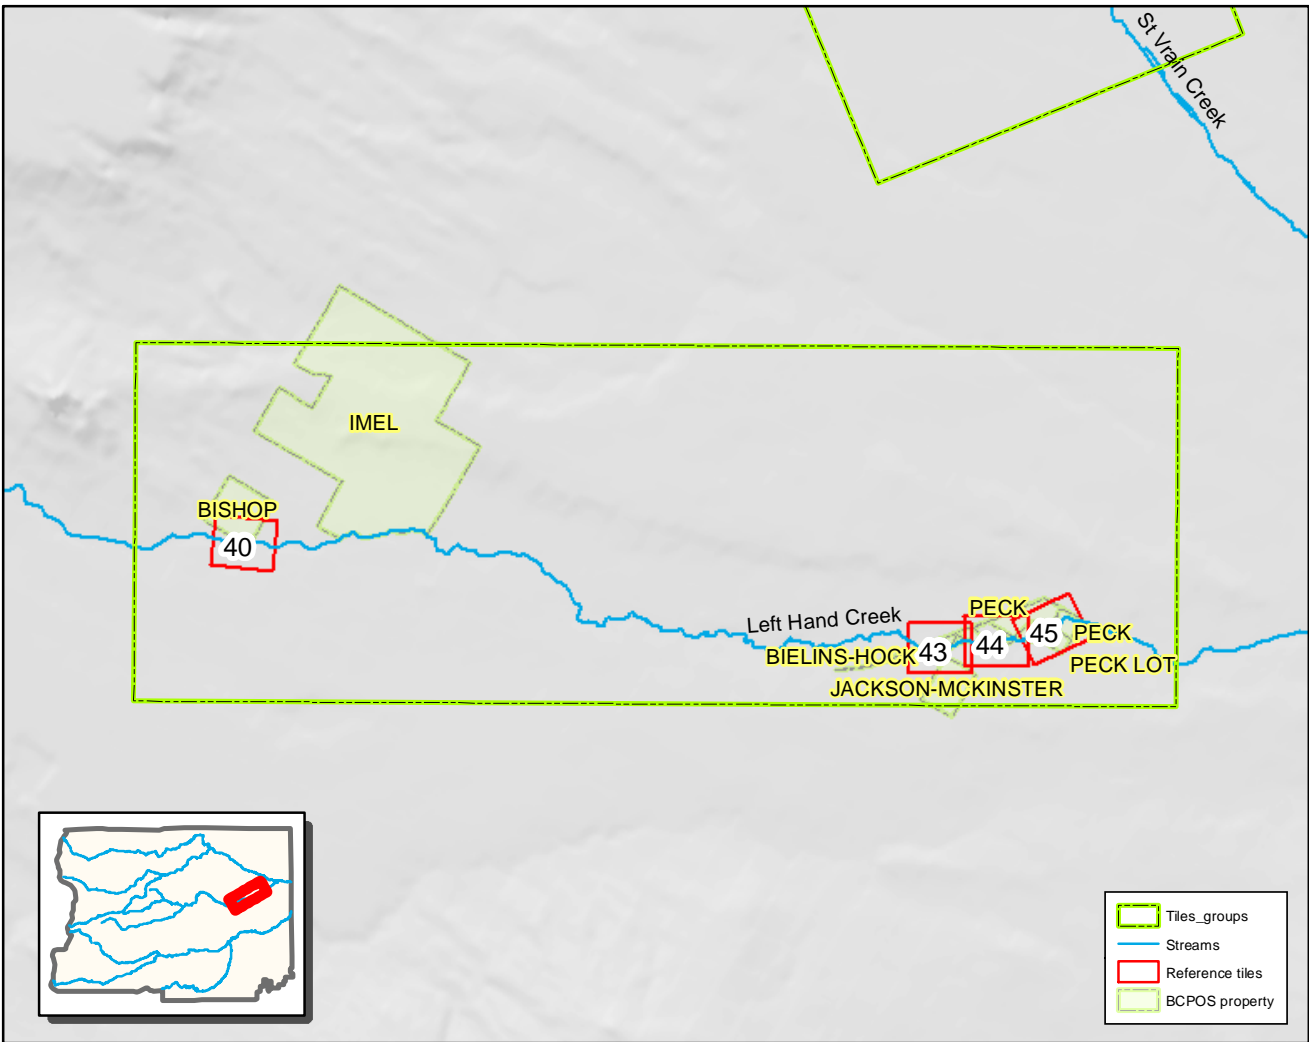 St Vrain Creek
IMEL
BISHOP
40
Left Hand Creek
PECK
45
PECK
43
44
BIELINS-HOCK
PECK LOT
JACKSON-MCKINSTER
Tiles_groups
Streams
Reference tiles
BCPOS property